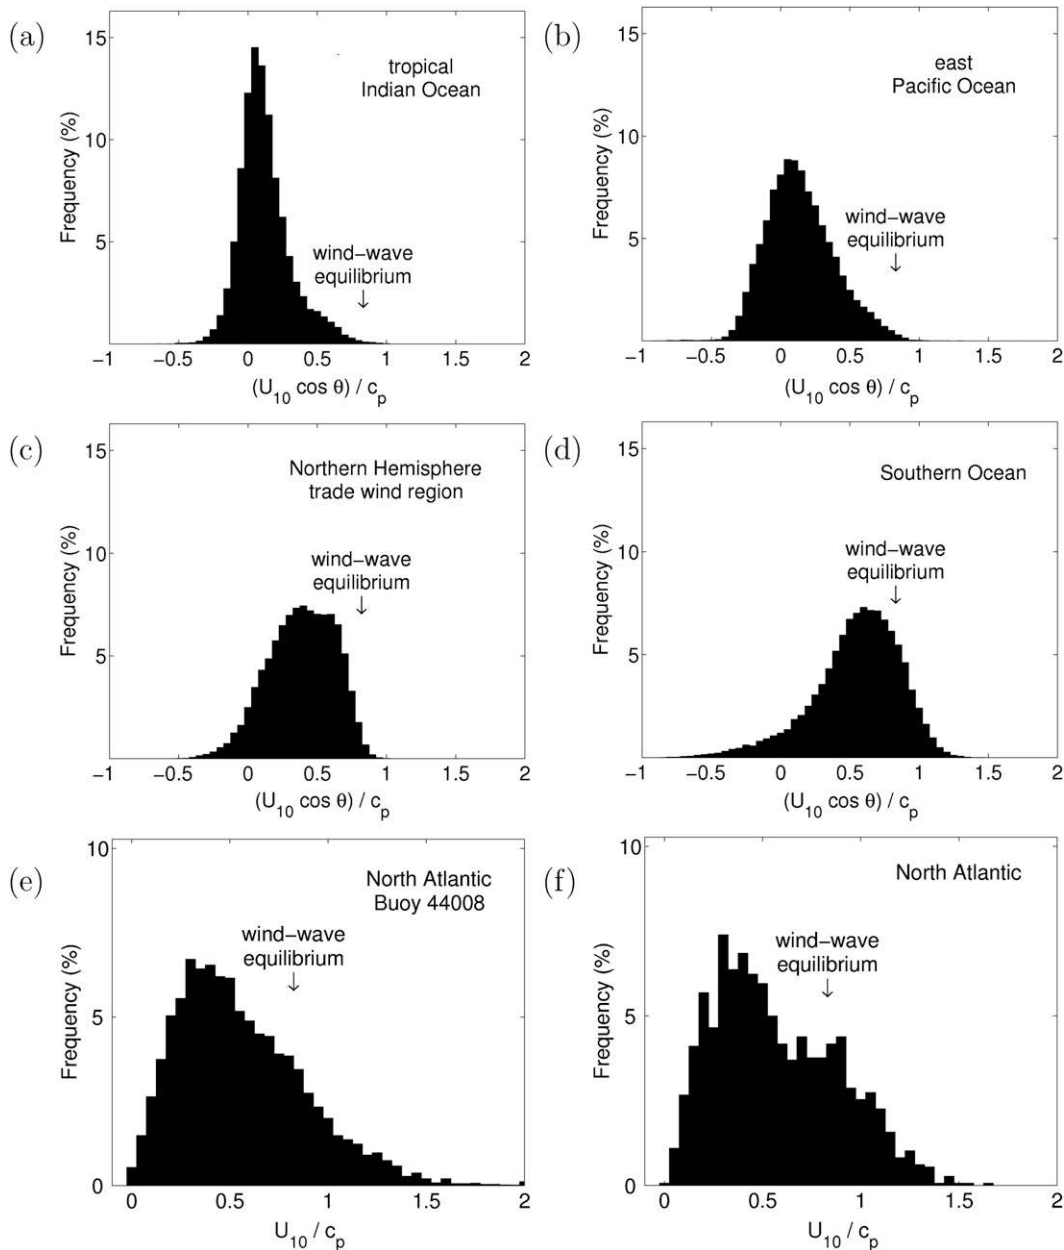 (a)
tropical
Indian Ocean
wind-wave
equilibrium
↓
Frequency (%)
15
10
5
-1 -0.5 0 0.5 1 1.5 2
(U10 cos θ) / cp
(b)
east
Pacific Ocean
wind-wave
equilibrium
↓
Frequency (%)
15
10
5
-1 -0.5 0 0.5 1 1.5 2
(U10 cos θ) / cp
(c)
Northern Hemisphere
trade wind region
wind-wave
equilibrium
↓
Frequency (%)
15
10
5
-1 -0.5 0 0.5 1 1.5 2
(U10 cos θ) / cp
(d)
Southern Ocean
wind-wave
equilibrium
↓
Frequency (%)
15
10
5
-1 -0.5 0 0.5 1 1.5 2
(U10 cos θ) / cp
(e)
North Atlantic
Buoy 44008
wind-wave
equilibrium
↓
Frequency (%)
10
5
0
0 0.5 1 1.5 2
U10 / cp
(f)
North Atlantic
wind-wave
equilibrium
↓
Frequency (%)
10
5
0
0 0.5 1 1.5 2
U10 / cp